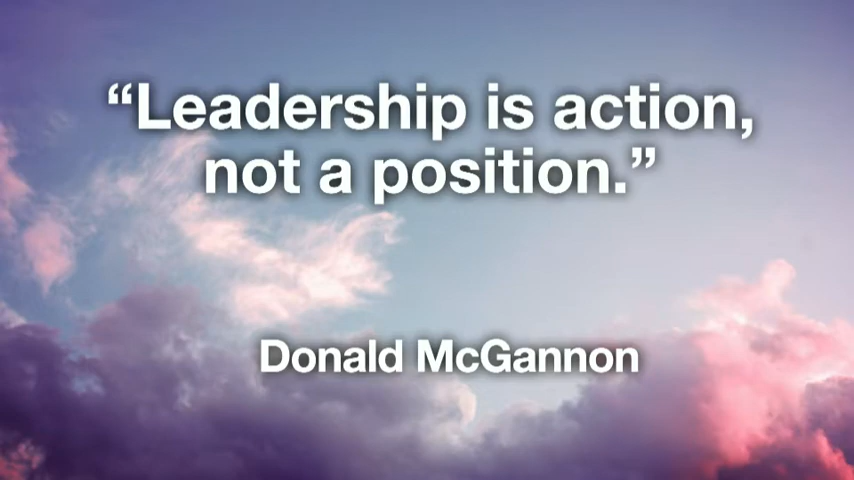 “Leadership is action,
not a position.”
Donald McGannon